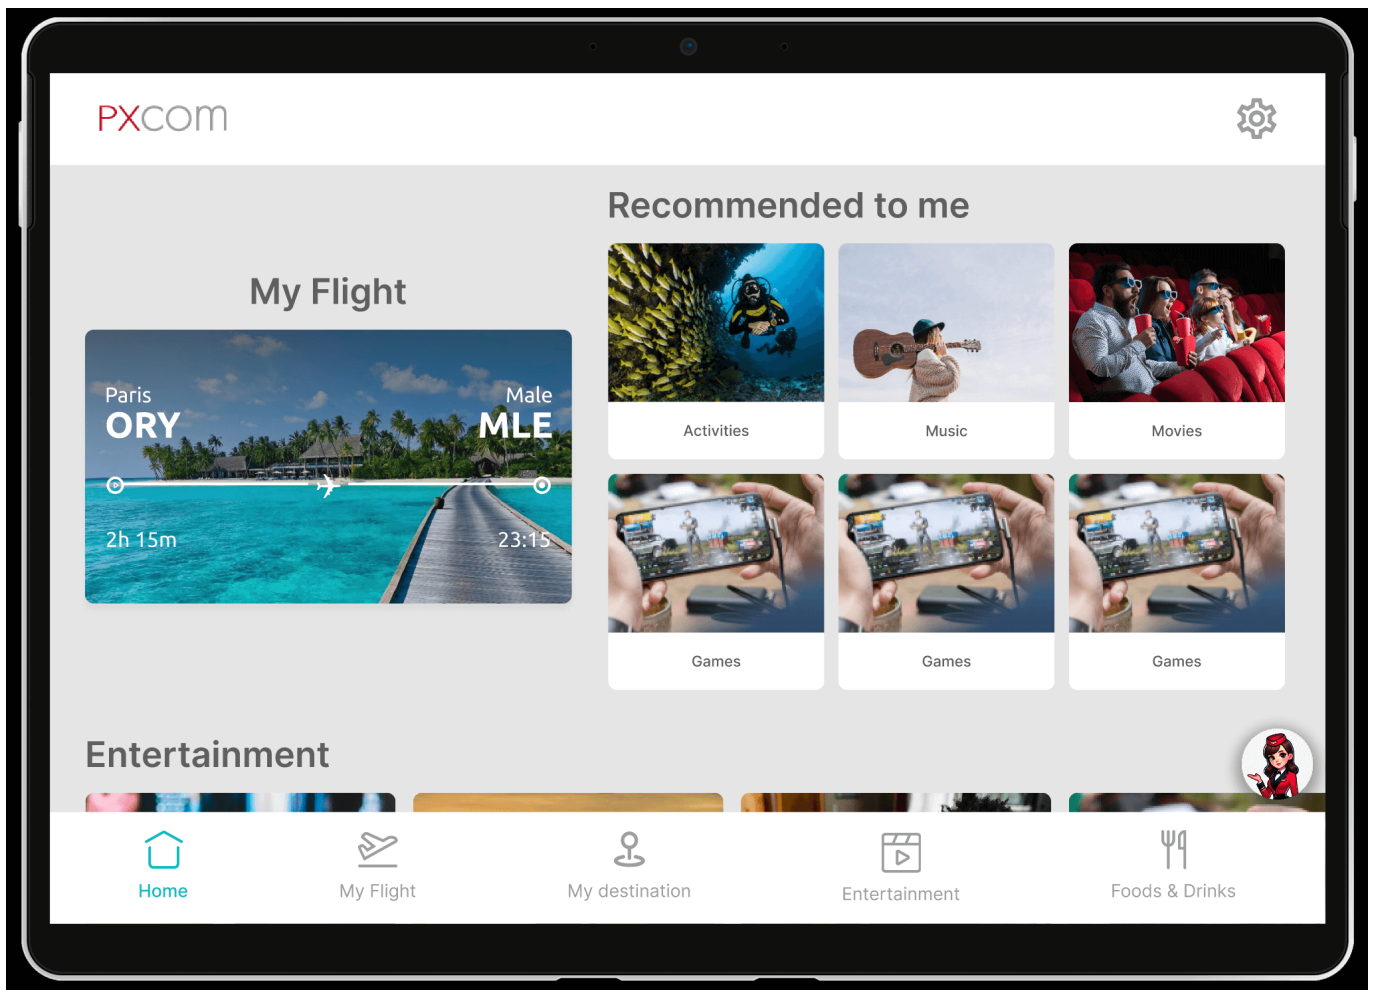 PXCOM
Recommended to me
My Flight
Paris
ORY
Male
MLE
2h 15m
23:15
Activities
Music
Movies
Games
Games
Games
Entertainment
Home
My Flight
My destination
Entertainment
Foods & Drinks